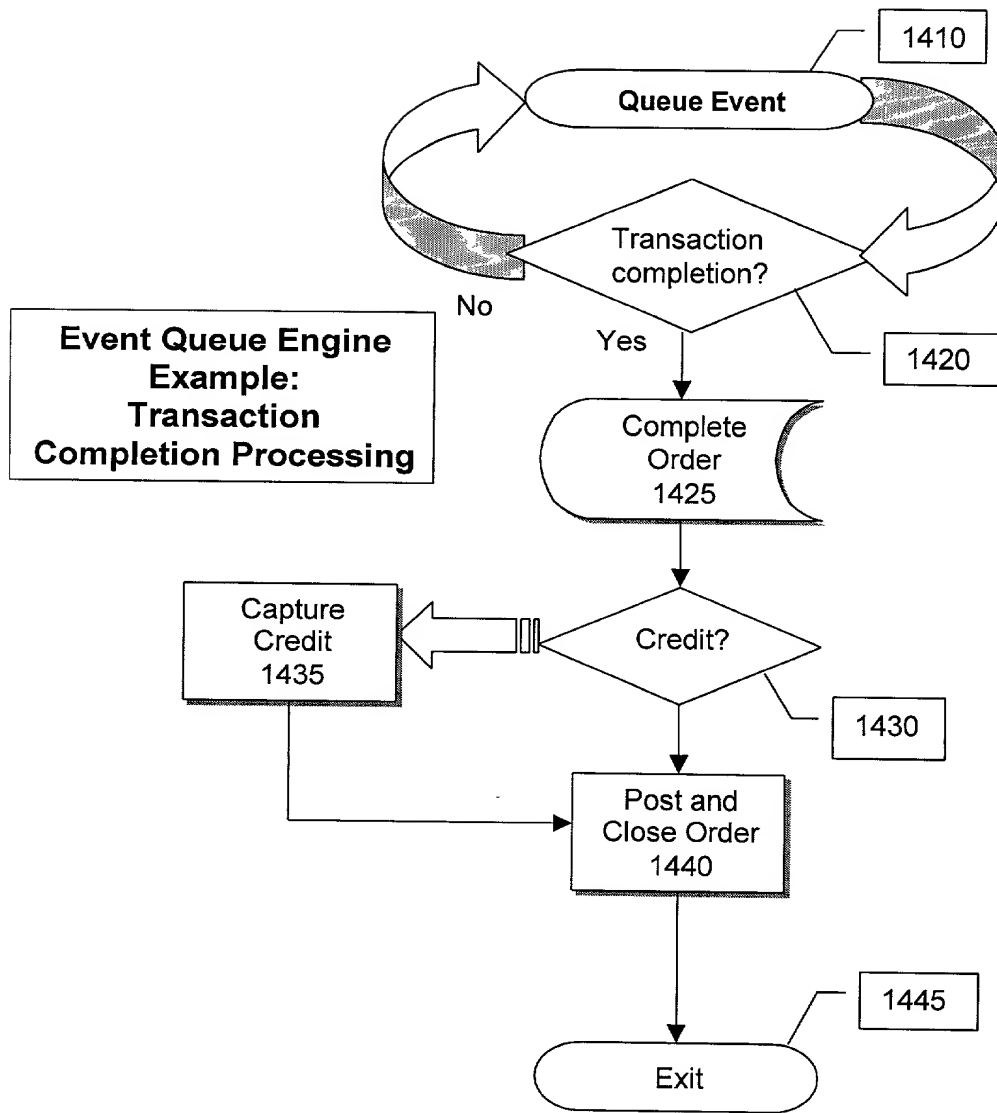 1410
Queue Event
Transaction
completion?
No
Yes
1420
Event Queue Engine
Example:
Transaction
Completion Processing
Complete
Order
1425
Capture
Credit
1435
Credit?
1430
Post and
Close Order
1440
1445
Exit